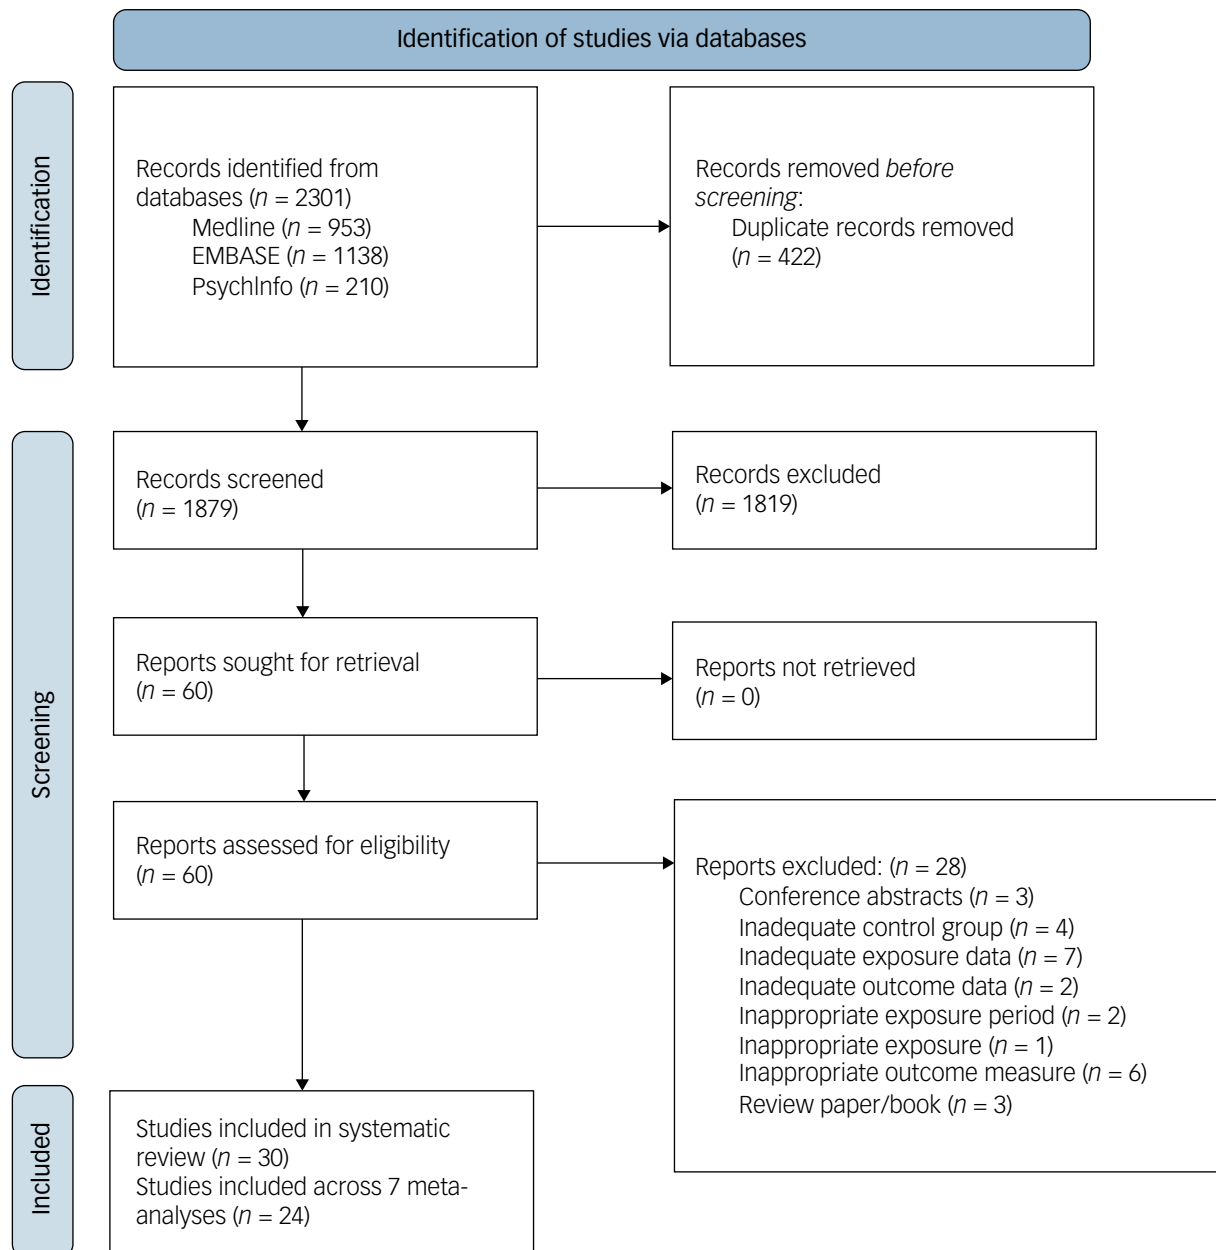 Identification of studies via databases
Identification
Records identified from
databases (n = 2301)
Medline (n = 953)
EMBASE (n = 1138)
PsychInfo (n = 210)
Records removed before
screening:
Duplicate records removed
(n = 422)
Screening
Records screened
(n = 1879)
Records excluded
(n = 1819)
Reports sought for retrieval
(n = 60)
Reports not retrieved
(n = 0)
Reports assessed for eligibility
(n = 60)
Reports excluded: (n = 28)
Conference abstracts (n = 3)
Inadequate control group (n = 4)
Inadequate exposure data (n = 7)
Inadequate outcome data (n = 2)
Inappropriate exposure period (n = 2)
Inappropriate exposure (n = 1)
Inappropriate outcome measure (n = 6)
Review paper/book (n = 3)
Included
Studies included in systematic
review (n = 30)
Studies included across 7 meta-
analyses (n = 24)